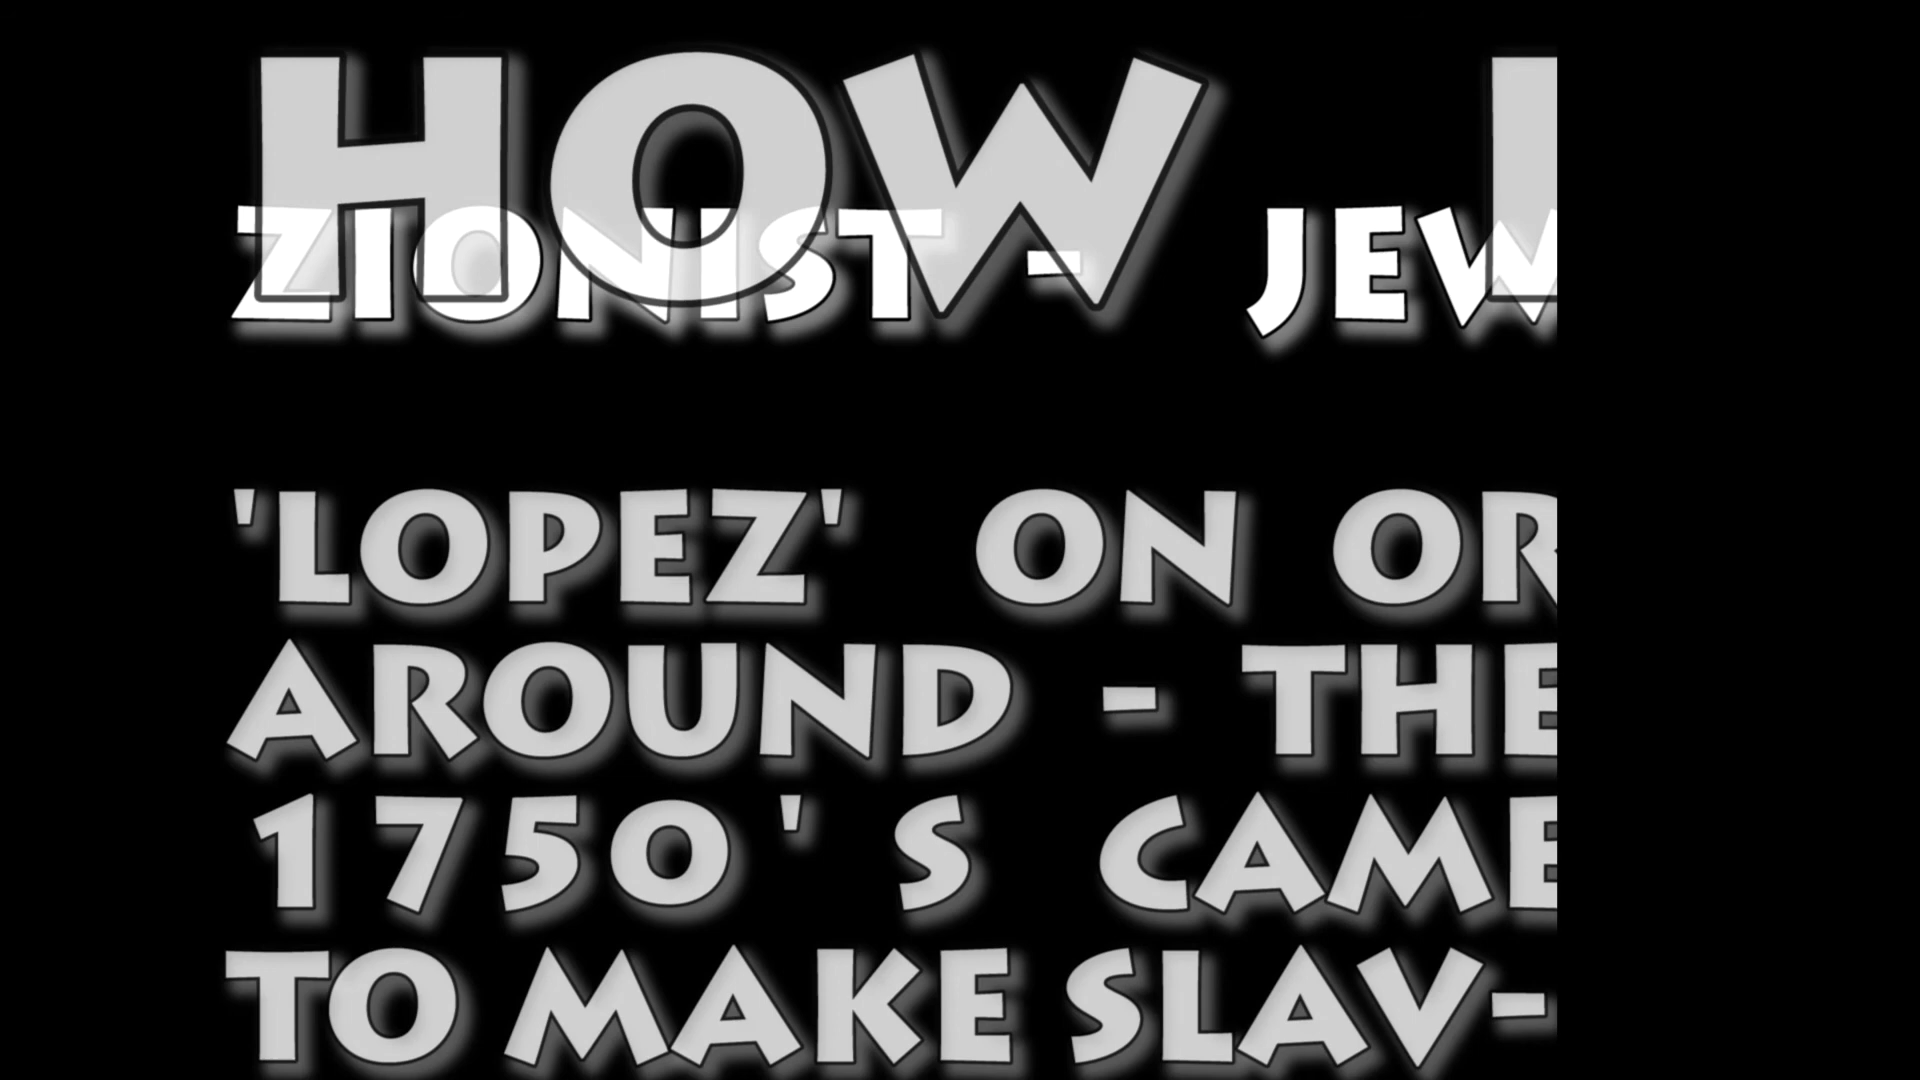 HOW
ZIONIST - JEW
'LOPEZ' ON OR
AROUND - THE
1750'S CAME
TO MAKE SLAV-